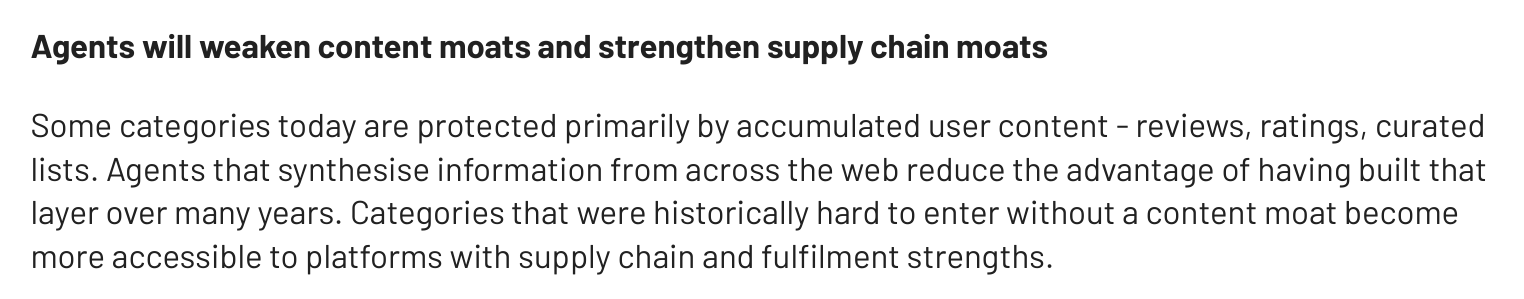 Agents will weaken content moats and strengthen supply chain moats
Some categories today are protected primarily by accumulated user content - reviews, ratings, curated
lists. Agents that synthesise information from across the web reduce the advantage of having built that
layer over many years. Categories that were historically hard to enter without a content moat become
more accessible to platforms with supply chain and fulfilment strengths.